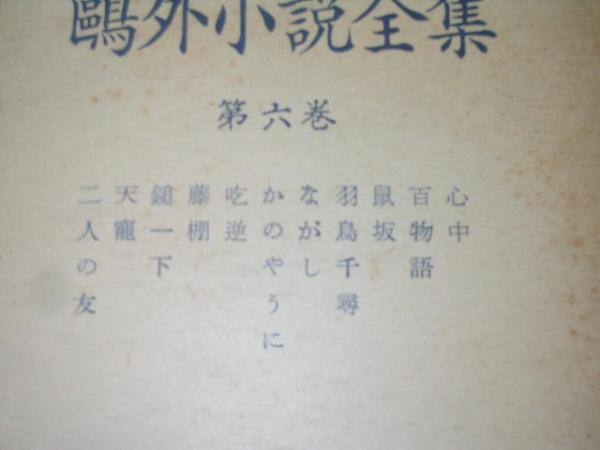 鷗外小説全集
第六巻
心中
百物語
鼠坂
羽鳥千尋
ながし
かのやうに
吃逆
藤棚
鎚一下
天寵
二人の友